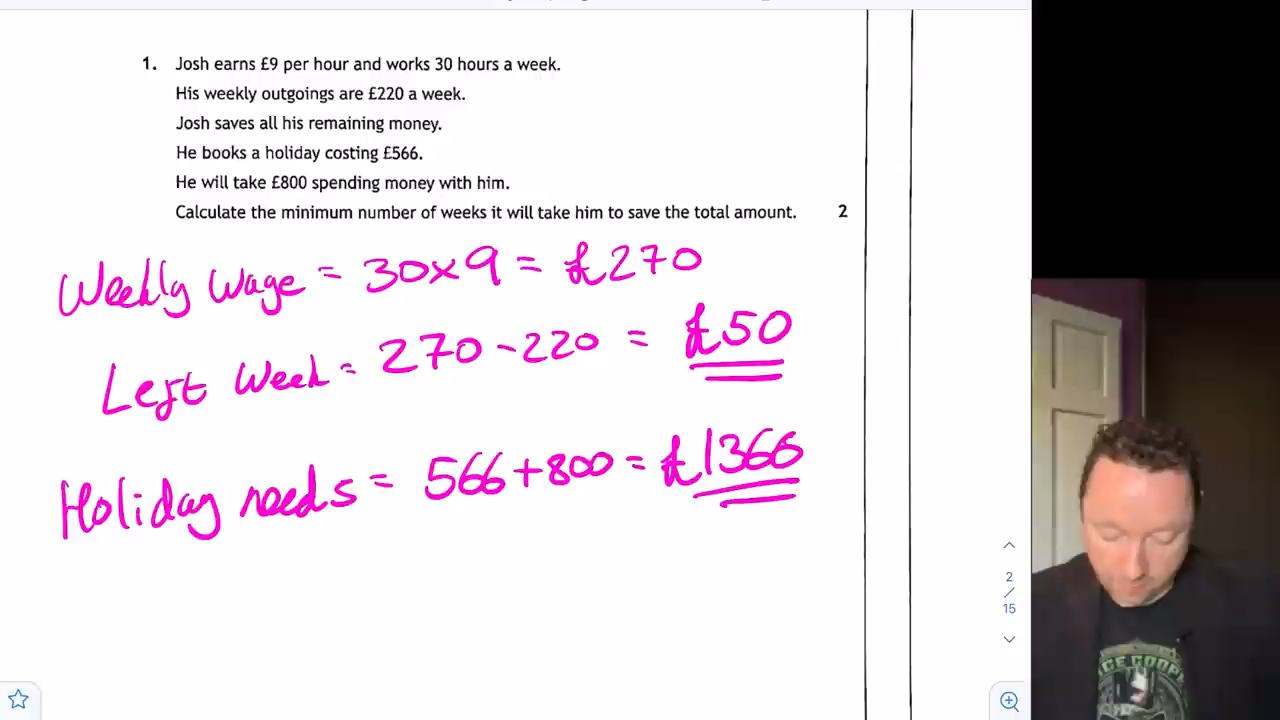 1. Josh earns £9 per hour and works 30 hours a week.
His weekly outgoings are £220 a week.
Josh saves all his remaining money.
He books a holiday costing £566.
He will take £800 spending money with him.
Calculate the minimum number of weeks it will take him to save the total amount. 2
Weekly Wage = 30×9 = £270
Left Week = 270 - 220 = £50
Holiday needs = 566+800 = £1366
2
/
15
ICE COOP